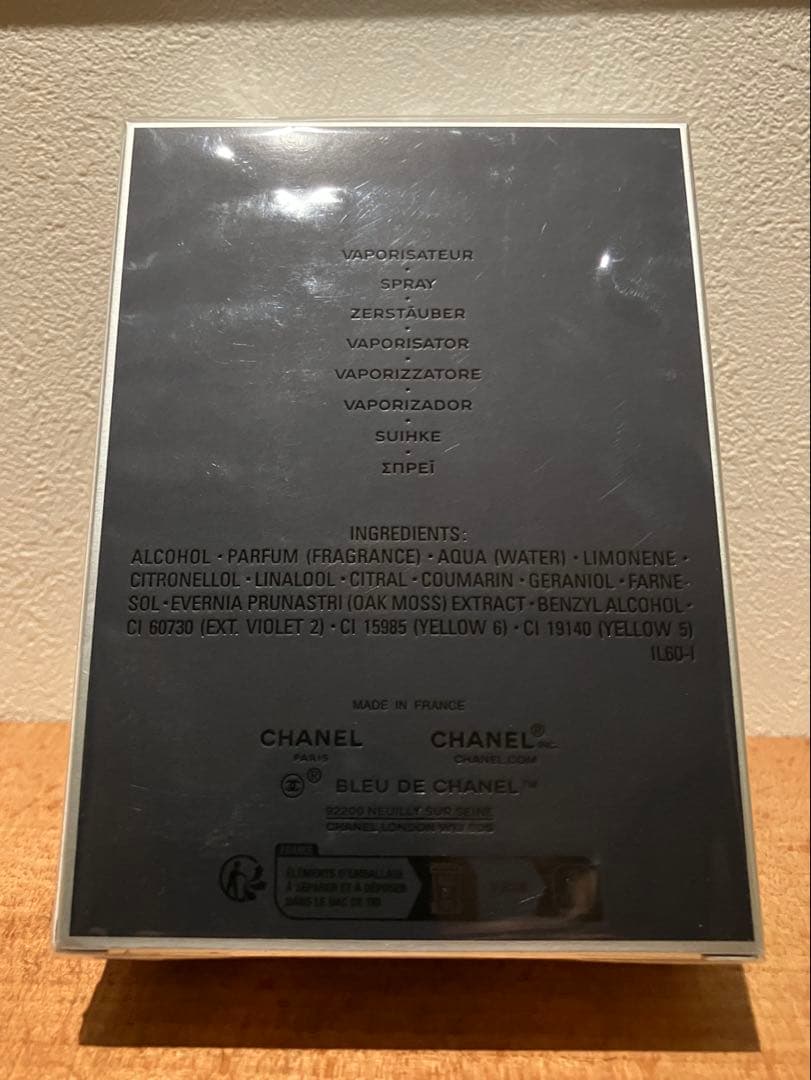 VAPORISATEUR
•
SPRAY
•
ZERSTÄUBER
•
VAPORISATOR
•
VAPORIZZATORE
•
VAPORIZADOR
•
SUIHKE
•
ΣΠΡΕΪ
INGREDIENTS:
ALCOHOL • PARFUM (FRAGRANCE) • AQUA (WATER) • LIMONENE •
CITRONELLOL • LINALOOL • CITRAL • COUMARIN • GERANIOL • FARNE-
SOL • EVERNIA PRUNASTRI (OAK MOSS) EXTRACT • BENZYL ALCOHOL •
CI 60730 (EXT. VIOLET 2) • CI 15985 (YELLOW 6) • CI 19140 (YELLOW 5)
IL60-I
MADE IN FRANCE
CHANEL CHANEL® INC.
PARIS CHANEL.COM
® BLEU DE CHANEL™
92200 NEUILLY SUR SEINE
CHANEL LONDON
FRANCE
ÉLÉMENTS D'EMBALLAGE
À SÉPARER ET À DÉPOSER
DANS LE BAC DE TRI